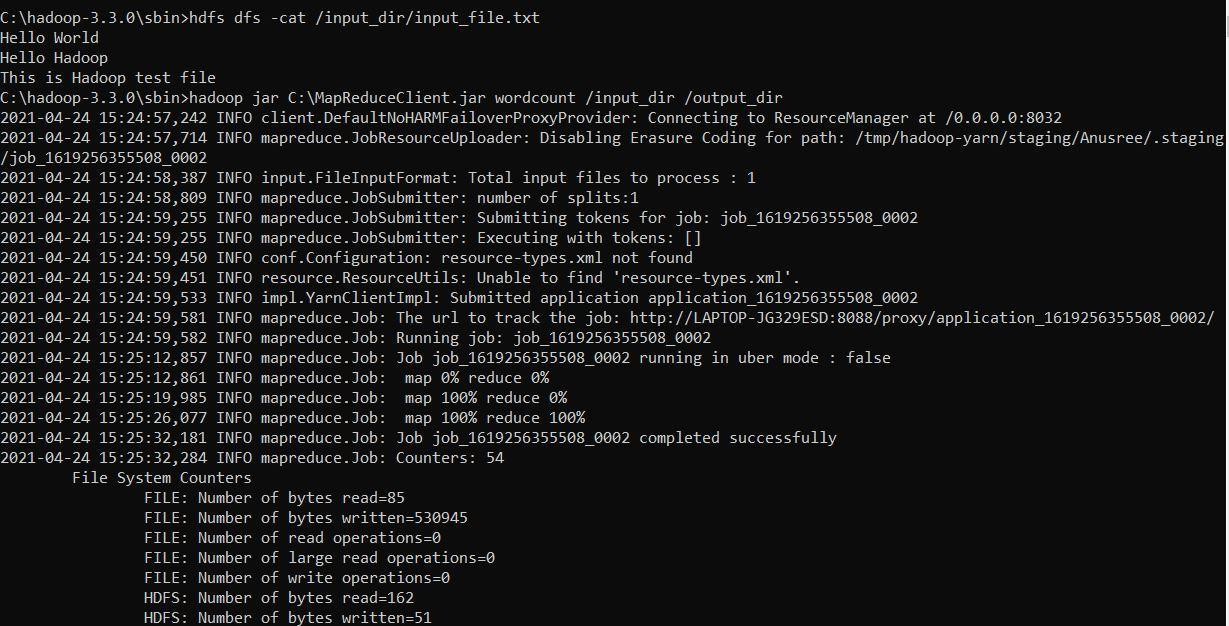 C:\hadoop-3.3.0\sbin>hdfs dfs -cat /input_dir/input_file.txt
Hello World
Hello Hadoop
This is Hadoop test file
C:\hadoop-3.3.0\sbin>hadoop jar C:\MapReduceClient.jar wordcount /input_dir /output_dir
2021-04-24 15:24:57,242 INFO client.DefaultNoHARMFailoverProxyProvider: Connecting to ResourceManager at /0.0.0.0:8032
2021-04-24 15:24:57,714 INFO mapreduce.JobResourceUploader: Disabling Erasure Coding for path: /tmp/hadoop-yarn/staging/Anusree/.staging
/job_1619256355508_0002
2021-04-24 15:24:58,387 INFO input.FileInputFormat: Total input files to process : 1
2021-04-24 15:24:58,809 INFO mapreduce.JobSubmitter: number of splits:1
2021-04-24 15:24:59,255 INFO mapreduce.JobSubmitter: Submitting tokens for job: job_1619256355508_0002
2021-04-24 15:24:59,255 INFO mapreduce.JobSubmitter: Executing with tokens: []
2021-04-24 15:24:59,450 INFO conf.Configuration: resource-types.xml not found
2021-04-24 15:24:59,451 INFO resource.ResourceUtils: Unable to find 'resource-types.xml'.
2021-04-24 15:24:59,533 INFO impl.YarnClientImpl: Submitted application application_1619256355508_0002
2021-04-24 15:24:59,581 INFO mapreduce.Job: The url to track the job: http://LAPTOP-JG329ESD:8088/proxy/application_1619256355508_0002/
2021-04-24 15:24:59,582 INFO mapreduce.Job: Running job: job_1619256355508_0002
2021-04-24 15:25:12,857 INFO mapreduce.Job: Job job_1619256355508_0002 running in uber mode : false
2021-04-24 15:25:12,861 INFO mapreduce.Job:  map 0% reduce 0%
2021-04-24 15:25:19,985 INFO mapreduce.Job:  map 100% reduce 0%
2021-04-24 15:25:26,077 INFO mapreduce.Job:  map 100% reduce 100%
2021-04-24 15:25:32,181 INFO mapreduce.Job: Job job_1619256355508_0002 completed successfully
2021-04-24 15:25:32,284 INFO mapreduce.Job: Counters: 54
File System Counters
FILE: Number of bytes read=85
FILE: Number of bytes written=530945
FILE: Number of read operations=0
FILE: Number of large read operations=0
FILE: Number of write operations=0
HDFS: Number of bytes read=162
HDFS: Number of bytes written=51